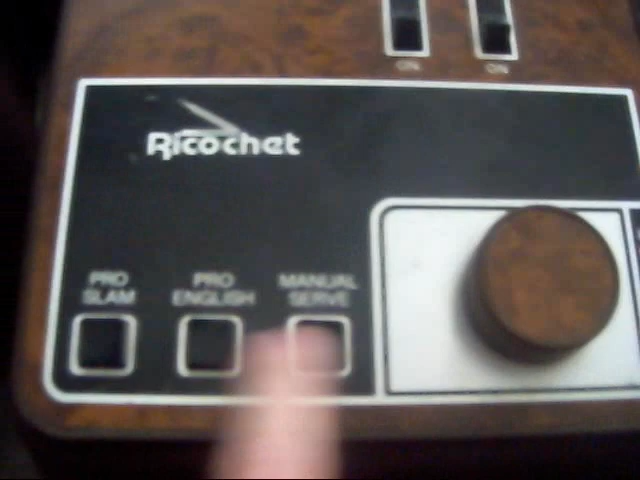 ON ON
Ricochet
PRO SLAM
PRO ENGLISH
MANUAL SERVE